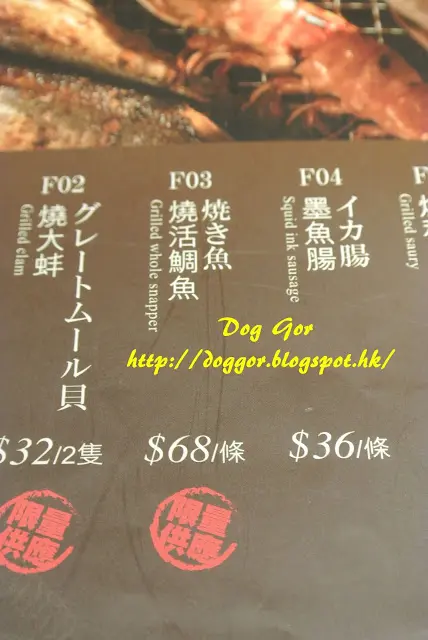 F02
グレートムール貝
燒大蚌
Grilled clam
$32/2隻
限量
供應
F03
焼き魚
燒活鯛魚
Grilled whole snapper
$68/條
限量
供應
F04
イカ腸
墨魚腸
Squid ink sausage
$36/條
Grilled saury
Dog Gor
http://doggor.blogspot.hk/